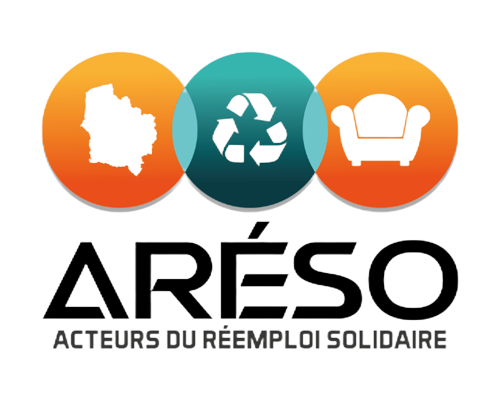 ARÉSO
ACTEURS DU RÉEMPLOI SOLIDAIRE